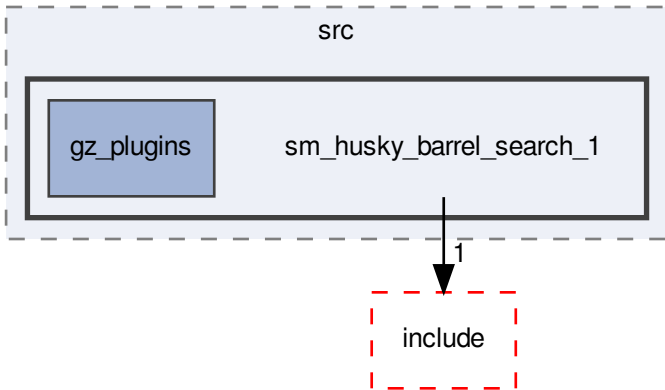 src
gz_plugins
sm_husky_barrel_search_1
1
include